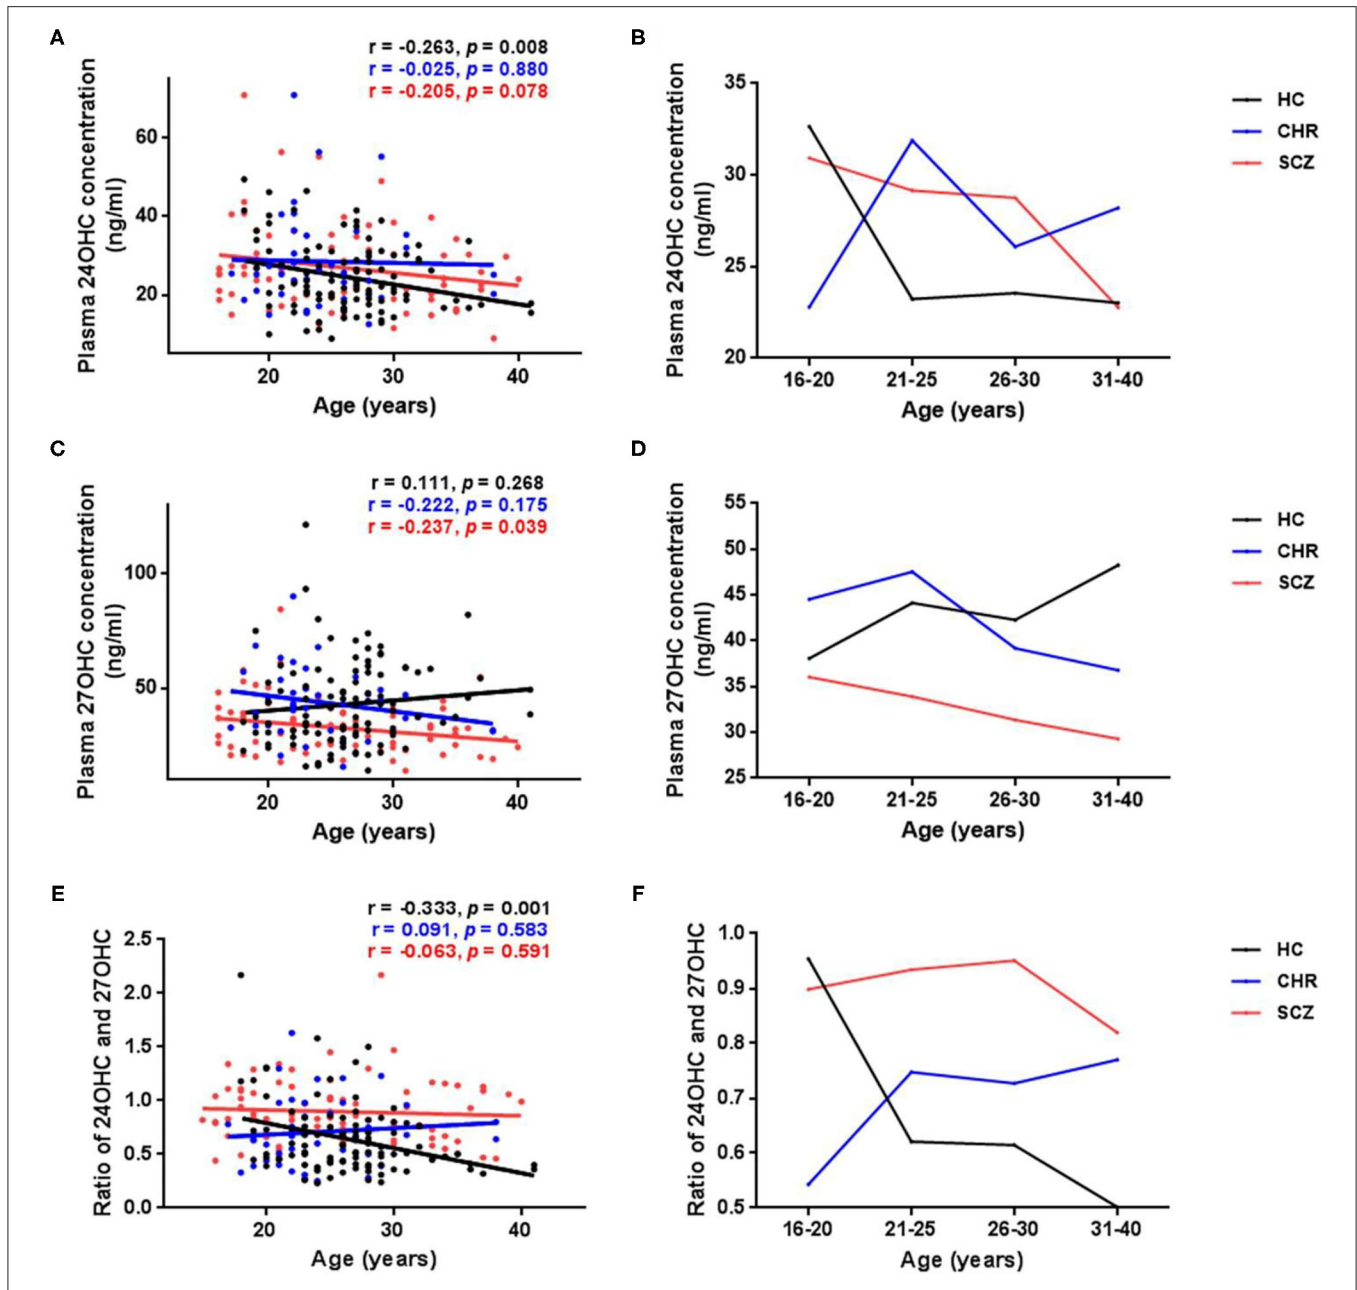 A
r = -0.263, p = 0.008
r = -0.025, p = 0.880
r = -0.205, p = 0.078
Plasma 24OHC concentration
(ng/ml)
60
40
20
20 30 40
Age (years)
B
Plasma 24OHC concentration
(ng/ml)
35
30
25
20
16-20 21-25 26-30 31-40
Age (years)
HC
CHR
SCZ
C
r = 0.111, p = 0.268
r = -0.222, p = 0.175
r = -0.237, p = 0.039
Plasma 27OHC concentration
(ng/ml)
100
50
20 30 40
Age (years)
D
Plasma 27OHC concentration
(ng/ml)
55
50
45
40
35
30
25
16-20 21-25 26-30 31-40
Age (years)
HC
CHR
SCZ
E
r = -0.333, p = 0.001
r = 0.091, p = 0.583
r = -0.063, p = 0.591
Ratio of 24OHC and 27OHC
2.5
2.0
1.5
1.0
0.5
0.0
20 30 40
Age (years)
F
Ratio of 24OHC and 27OHC
1.0
0.9
0.8
0.7
0.6
0.5
16-20 21-25 26-30 31-40
Age (years)
HC
CHR
SCZ